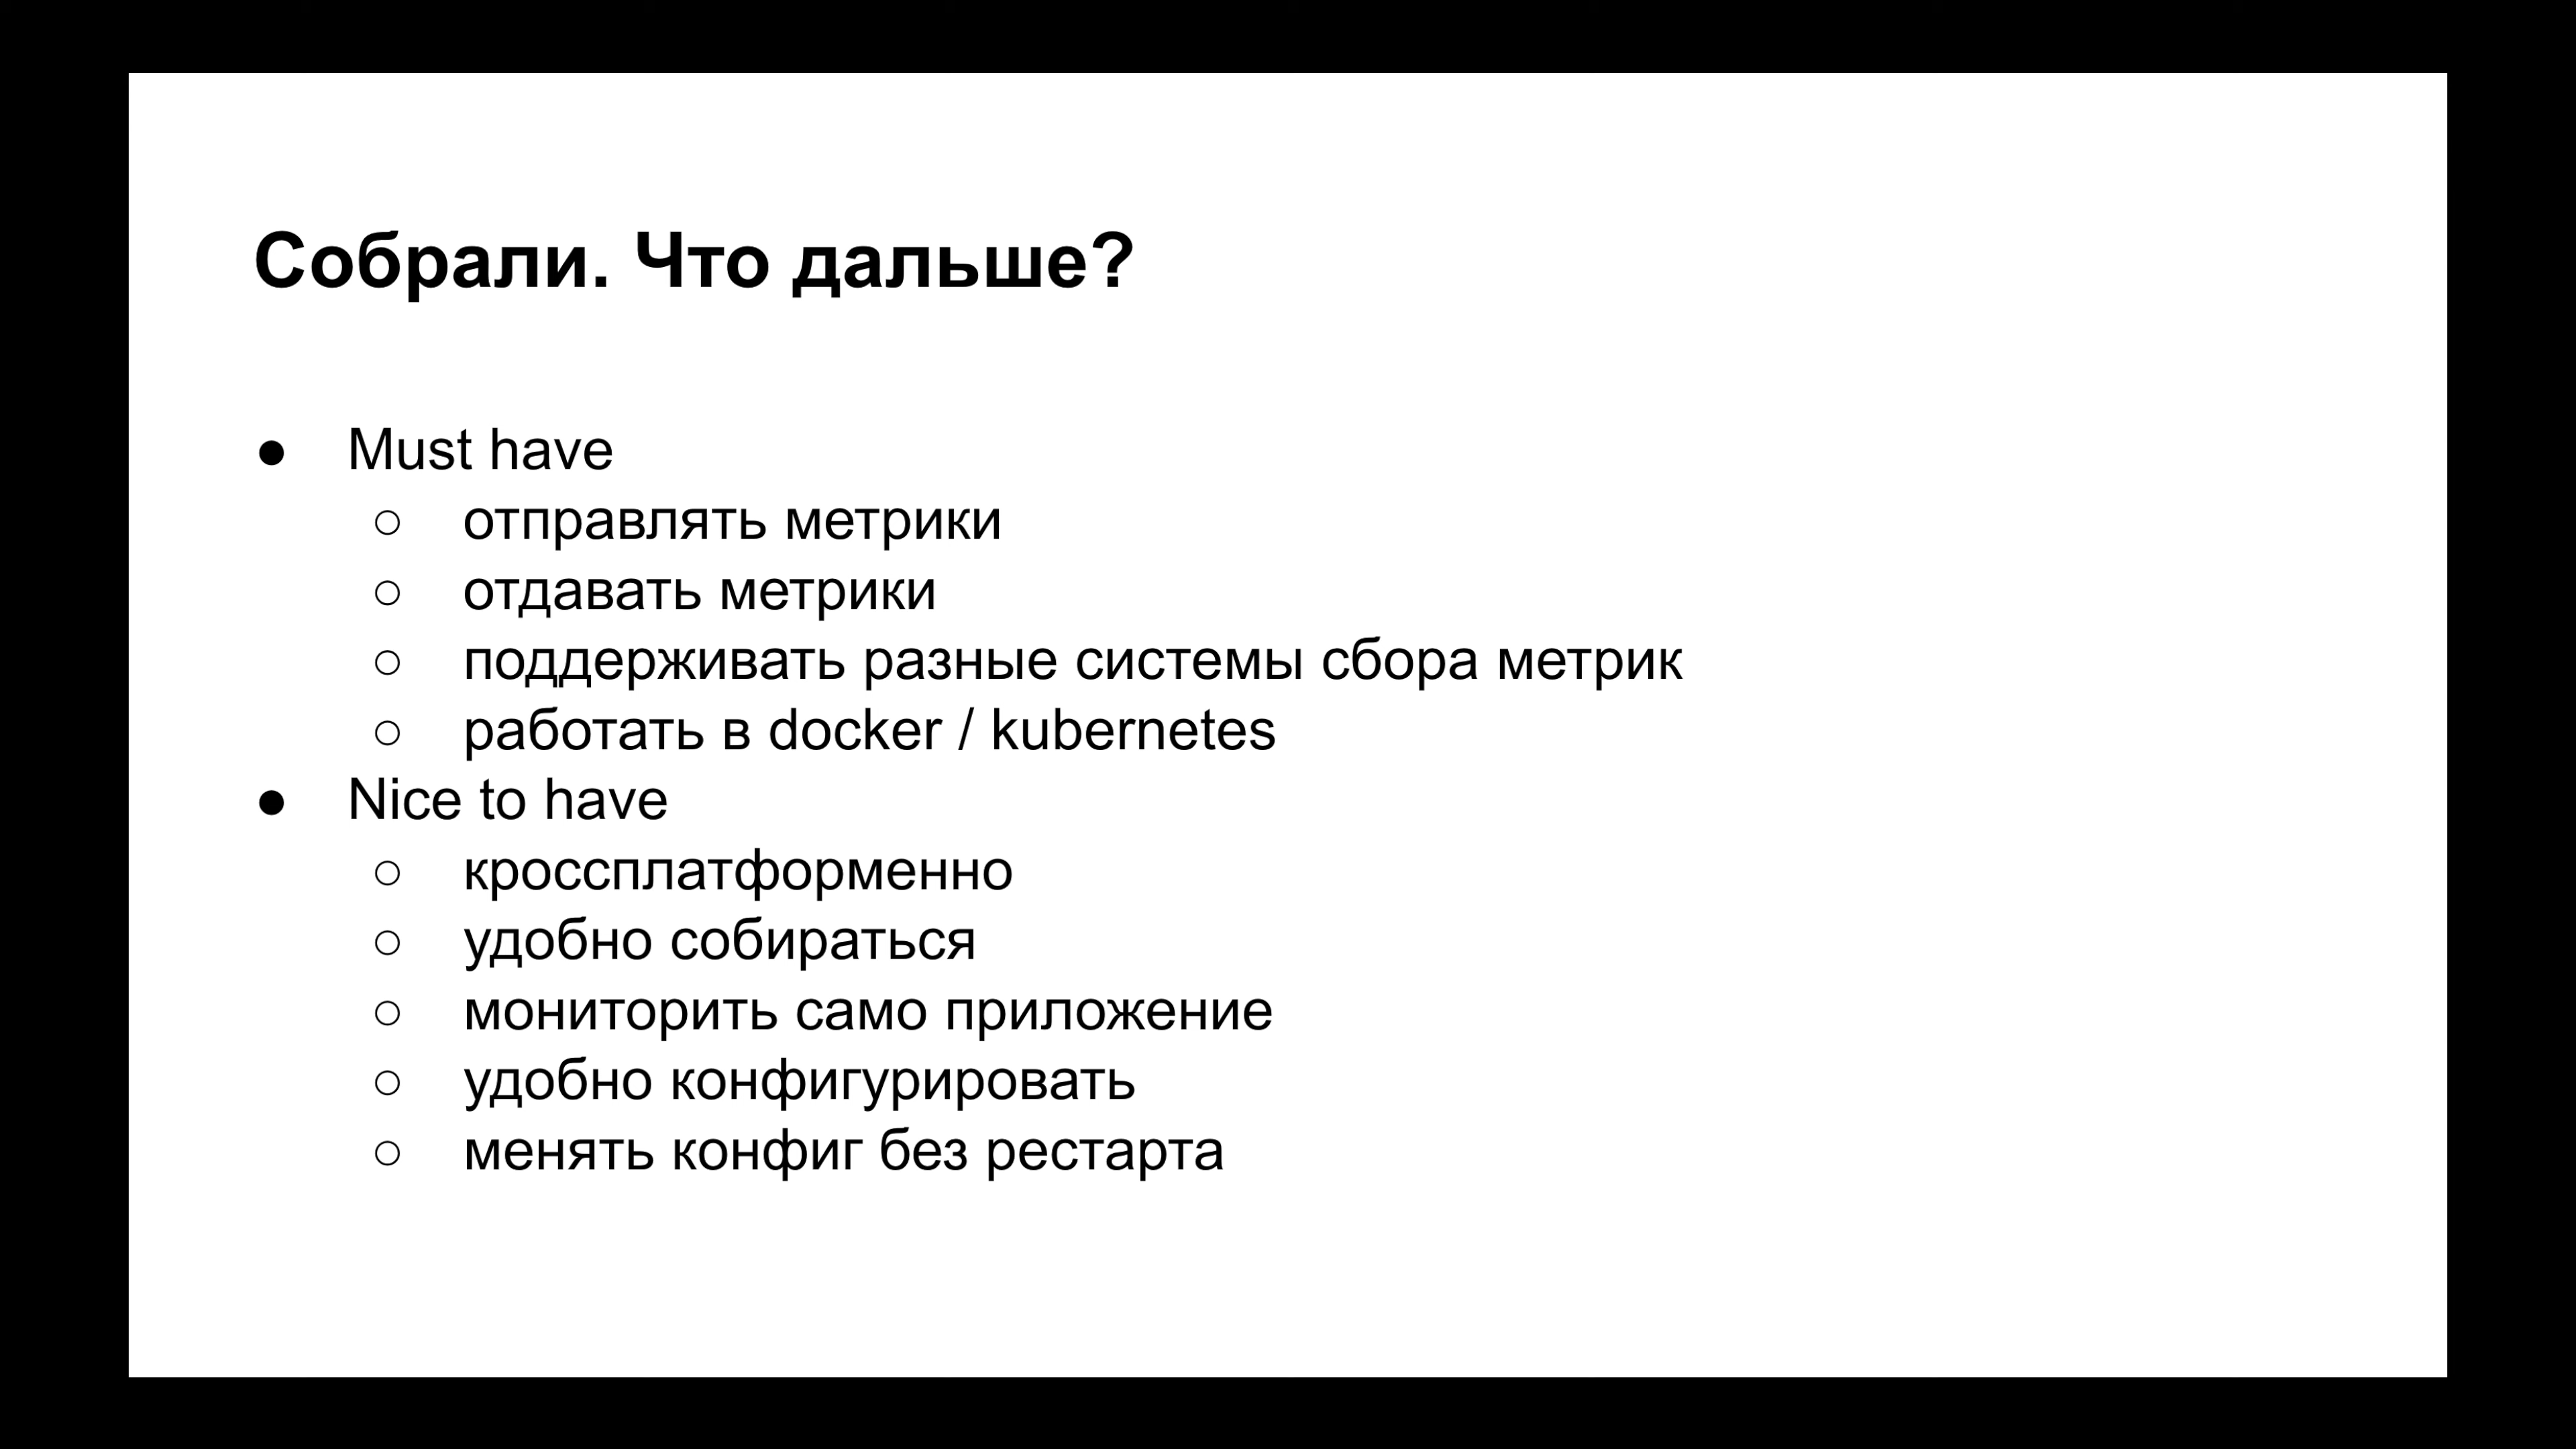 Собрали. Что дальше?
● Must have
○ отправлять метрики
○ отдавать метрики
○ поддерживать разные системы сбора метрик
○ работать в docker / kubernetes
● Nice to have
○ кроссплатформенно
○ удобно собираться
○ мониторить само приложение
○ удобно конфигурировать
○ менять конфиг без рестарта